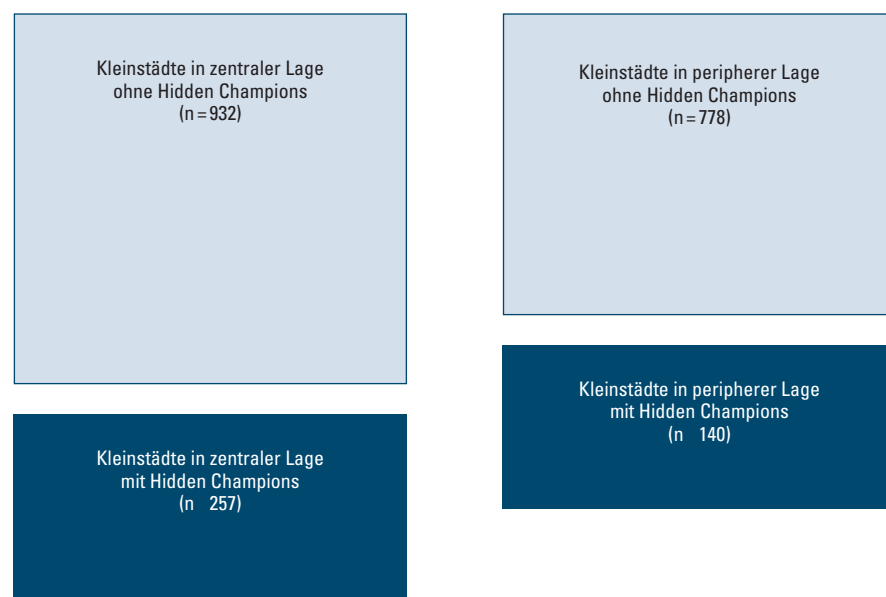 Kleinstädte in zentraler Lage
ohne Hidden Champions
(n = 932)
Kleinstädte in zentraler Lage
mit Hidden Champions
(n 257)
Kleinstädte in peripherer Lage
ohne Hidden Champions
(n = 778)
Kleinstädte in peripherer Lage
mit Hidden Champions
(n 140)